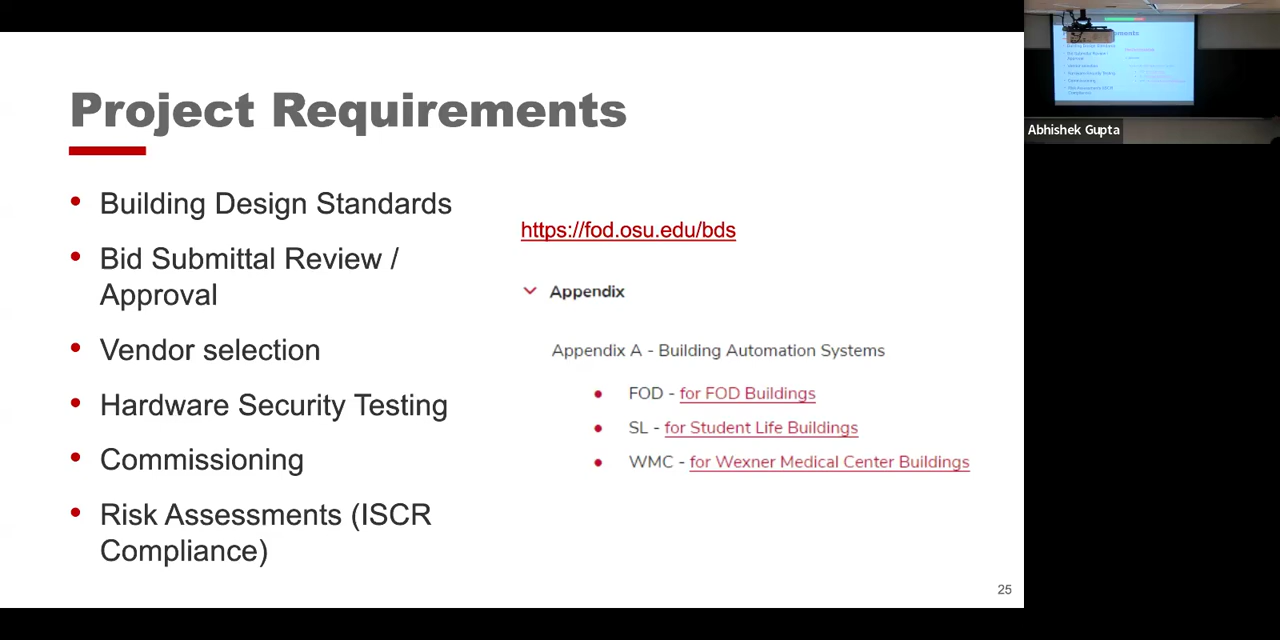 Project Requirements
• Building Design Standards
• Bid Submittal Review /
Approval
• Vendor selection
• Hardware Security Testing
• Commissioning
• Risk Assessments (ISCR
Compliance)
https://fod.osu.edu/bds
Appendix
Appendix A - Building Automation Systems
• FOD - for FOD Buildings
• SL - for Student Life Buildings
• WMC - for Wexner Medical Center Buildings
25
Abhishek Gupta